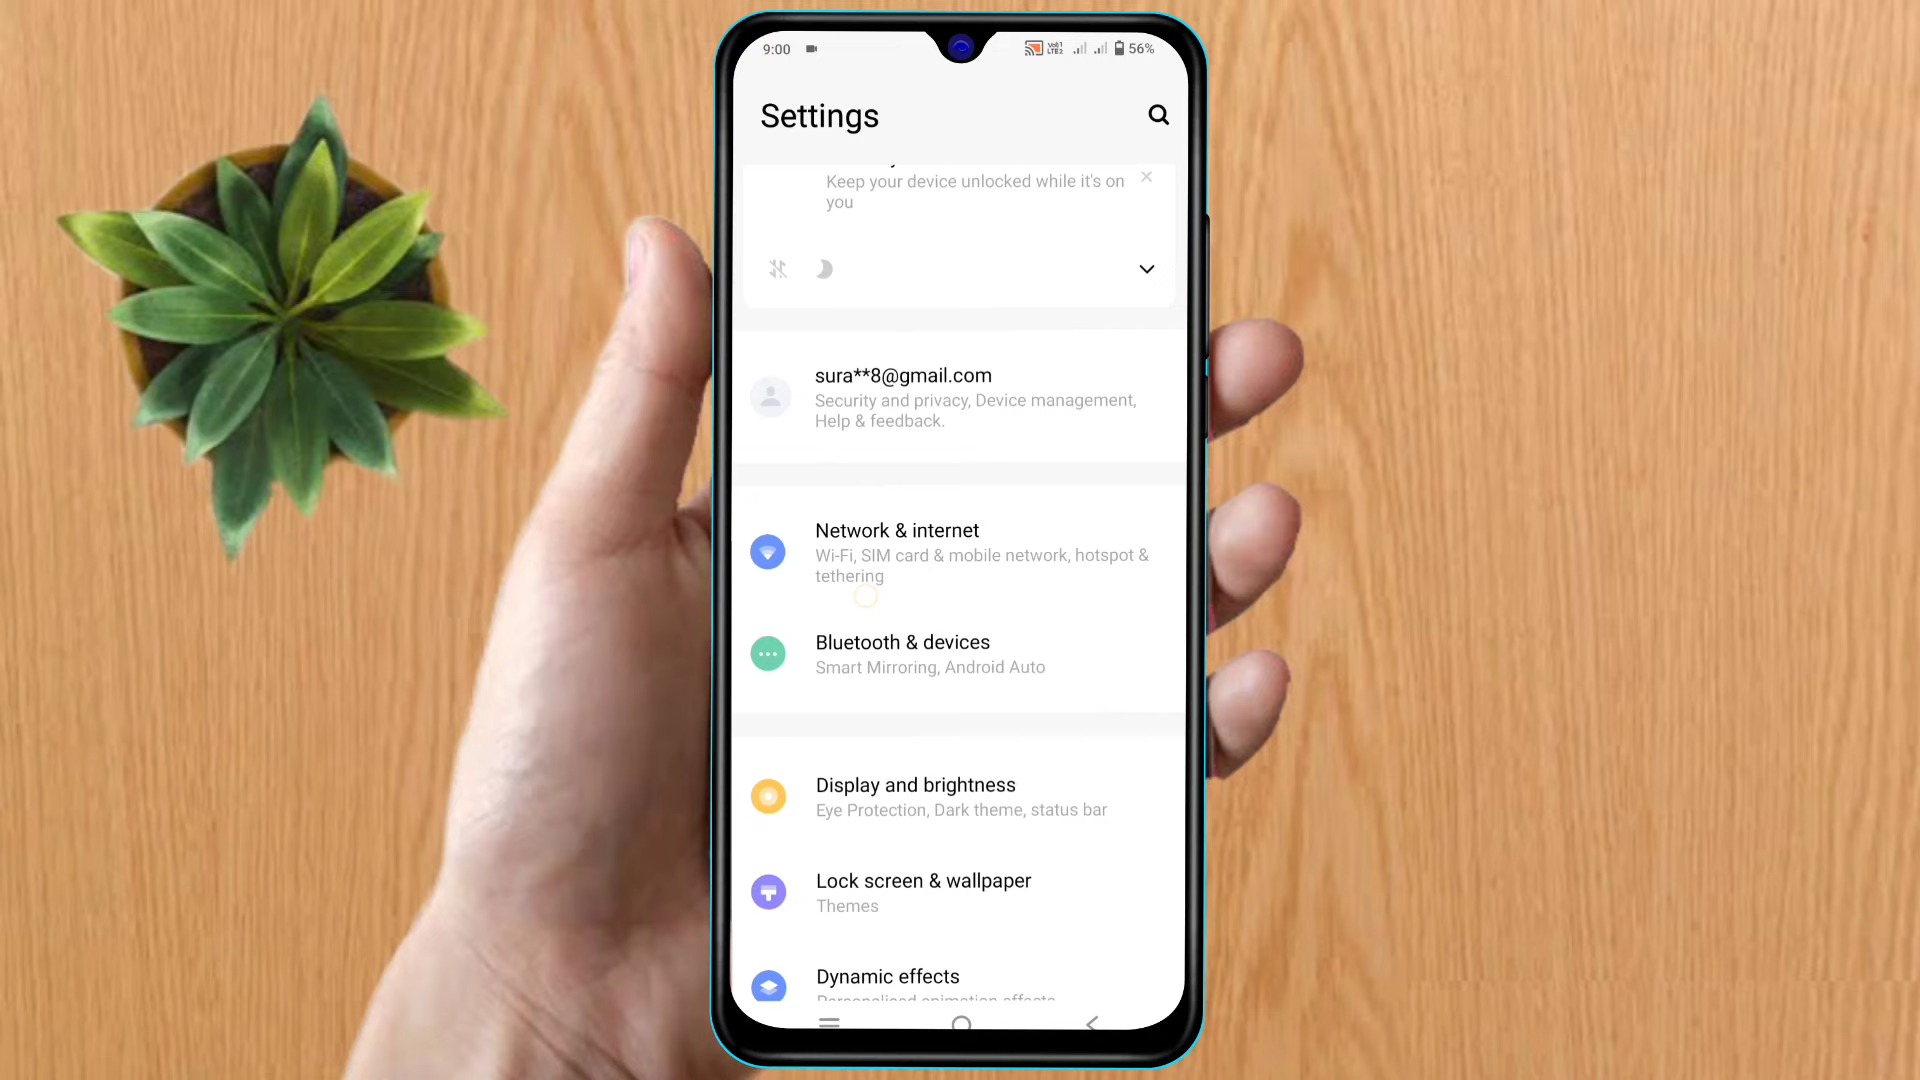 9:00
VoI1
LTE2
56%
Settings
Keep your device unlocked while it's on
you
sura**8@gmail.com
Security and privacy, Device management,
Help & feedback.
Network & internet
Wi-Fi, SIM card & mobile network, hotspot &
tethering
Bluetooth & devices
Smart Mirroring, Android Auto
Display and brightness
Eye Protection, Dark theme, status bar
Lock screen & wallpaper
Themes
Dynamic effects
Personalised animation effects